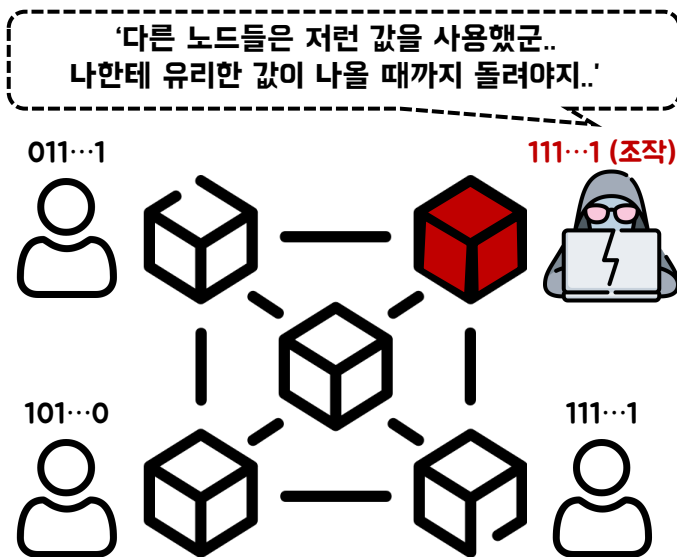 ‘다른 노드들은 저런 값을 사용했군..
나한테 유리한 값이 나올 때까지 돌려야지..’
011···1
111···1 (조작)
101···0
111···1